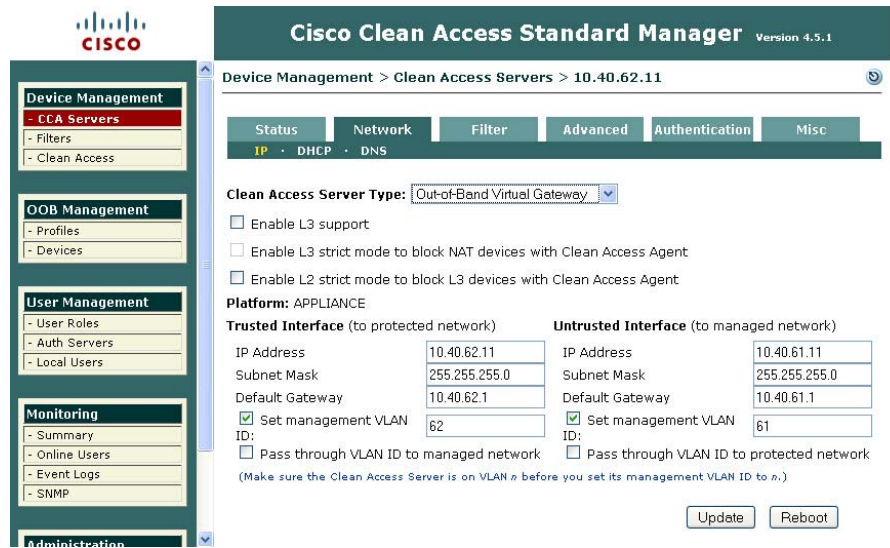 CISCO
Cisco Clean Access Standard Manager Version 4.5.1
Device Management
- CCA Servers
- Filters
- Clean Access
OOB Management
- Profiles
- Devices
User Management
- User Roles
- Auth Servers
- Local Users
Monitoring
- Summary
- Online Users
- Event Logs
- SNMP
Administration
Device Management > Clean Access Servers > 10.40.62.11
Status Network Filter Advanced Authentication Misc
IP · DHCP · DNS
Clean Access Server Type: Out-of-Band Virtual Gateway
Enable L3 support
Enable L3 strict mode to block NAT devices with Clean Access Agent
Enable L2 strict mode to block L3 devices with Clean Access Agent
Platform: APPLIANCE
Trusted Interface (to protected network)
IP Address 10.40.62.11
Subnet Mask 255.255.255.0
Default Gateway 10.40.62.1
Set management VLAN ID: 62
Pass through VLAN ID to managed network
Untrusted Interface (to managed network)
IP Address 10.40.61.11
Subnet Mask 255.255.255.0
Default Gateway 10.40.61.1
Set management VLAN ID: 61
Pass through VLAN ID to protected network
(Make sure the Clean Access Server is on VLAN n before you set its management VLAN ID to n.)
Update Reboot